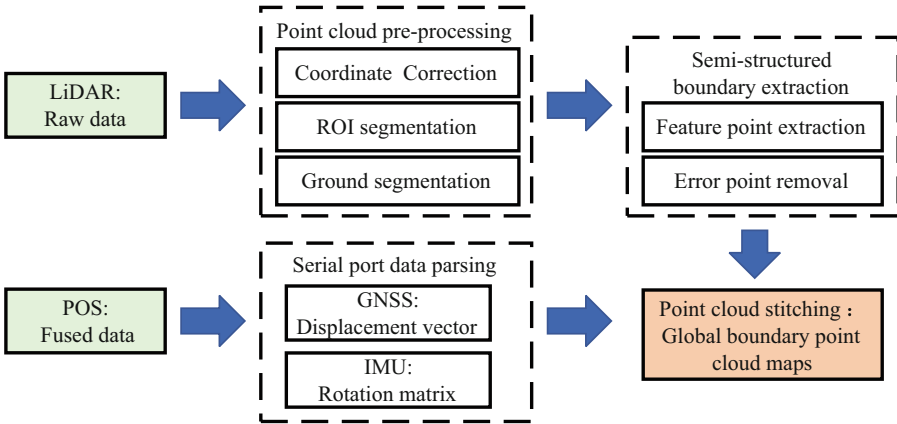 LiDAR:
Raw data
Point cloud pre-processing
Coordinate Correction
ROI segmentation
Ground segmentation
Semi-structured
boundary extraction
Feature point extraction
Error point removal
POS:
Fused data
Serial port data parsing
GNSS:
Displacement vector
IMU:
Rotation matrix
Point cloud stitching：
Global boundary point
cloud maps